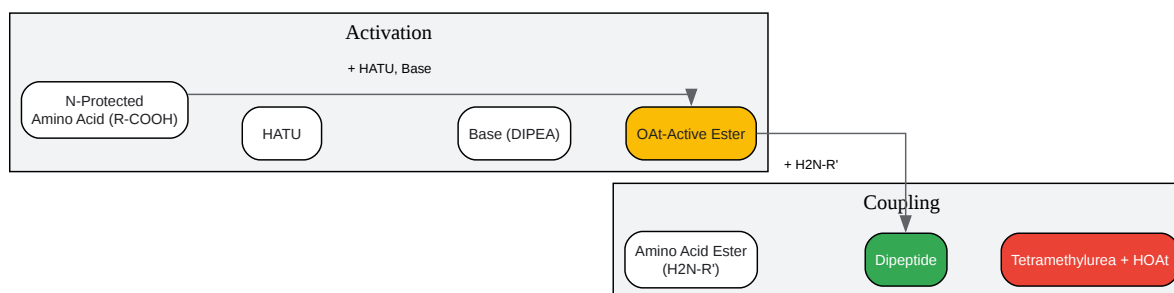 Activation
+ HATU, Base
N-Protected
Amino Acid (R-COOH)
HATU
Base (DIPEA)
OAt-Active Ester
+ H2N-R'
Coupling
Amino Acid Ester
(H2N-R')
Dipeptide
Tetramethylurea + HOAt